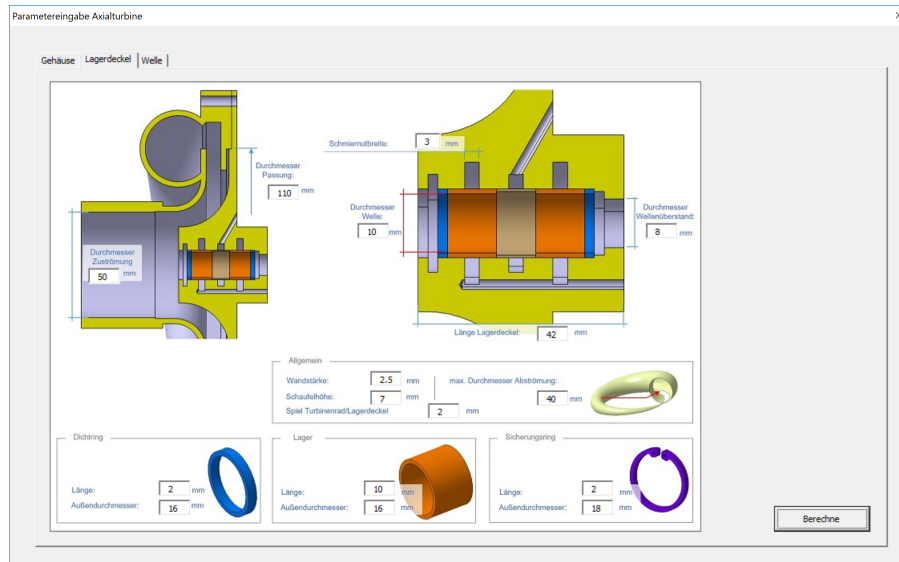 Parametereingabe Axialturbine
Gehäuse Lagerdeckel Welle
Schmiernutbreite: 3 mm
Durchmesser
Passung:
110 mm
Durchmesser
Welle:
10 mm
Durchmesser
Wellenüberstand:
8 mm
Durchmesser
Zuströmung
50 mm
Länge Lagerdeckel: 42 mm
Allgemein
Wandstärke: 2.5 mm
Schaufelhöhe: 7 mm
Spiel Turbinenrad/Lagerdeckel 2 mm
max. Durchmesser Abströmung:
40 mm
Dichtring
Länge: 2 mm
Außendurchmesser: 16 mm
Lager
Länge: 10 mm
Außendurchmesser: 16 mm
Sicherungsring
Länge: 2 mm
Außendurchmesser: 18 mm
Berechne